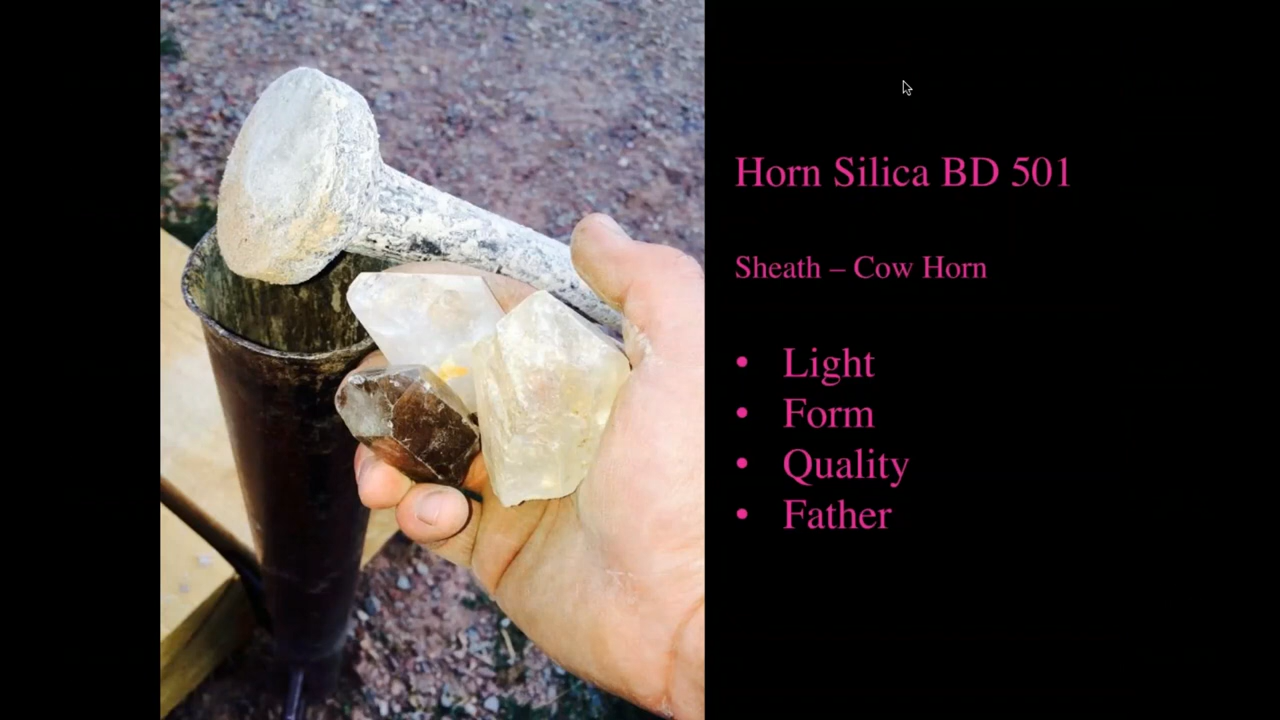 Horn Silica BD 501
Sheath – Cow Horn
• Light
• Form
• Quality
• Father